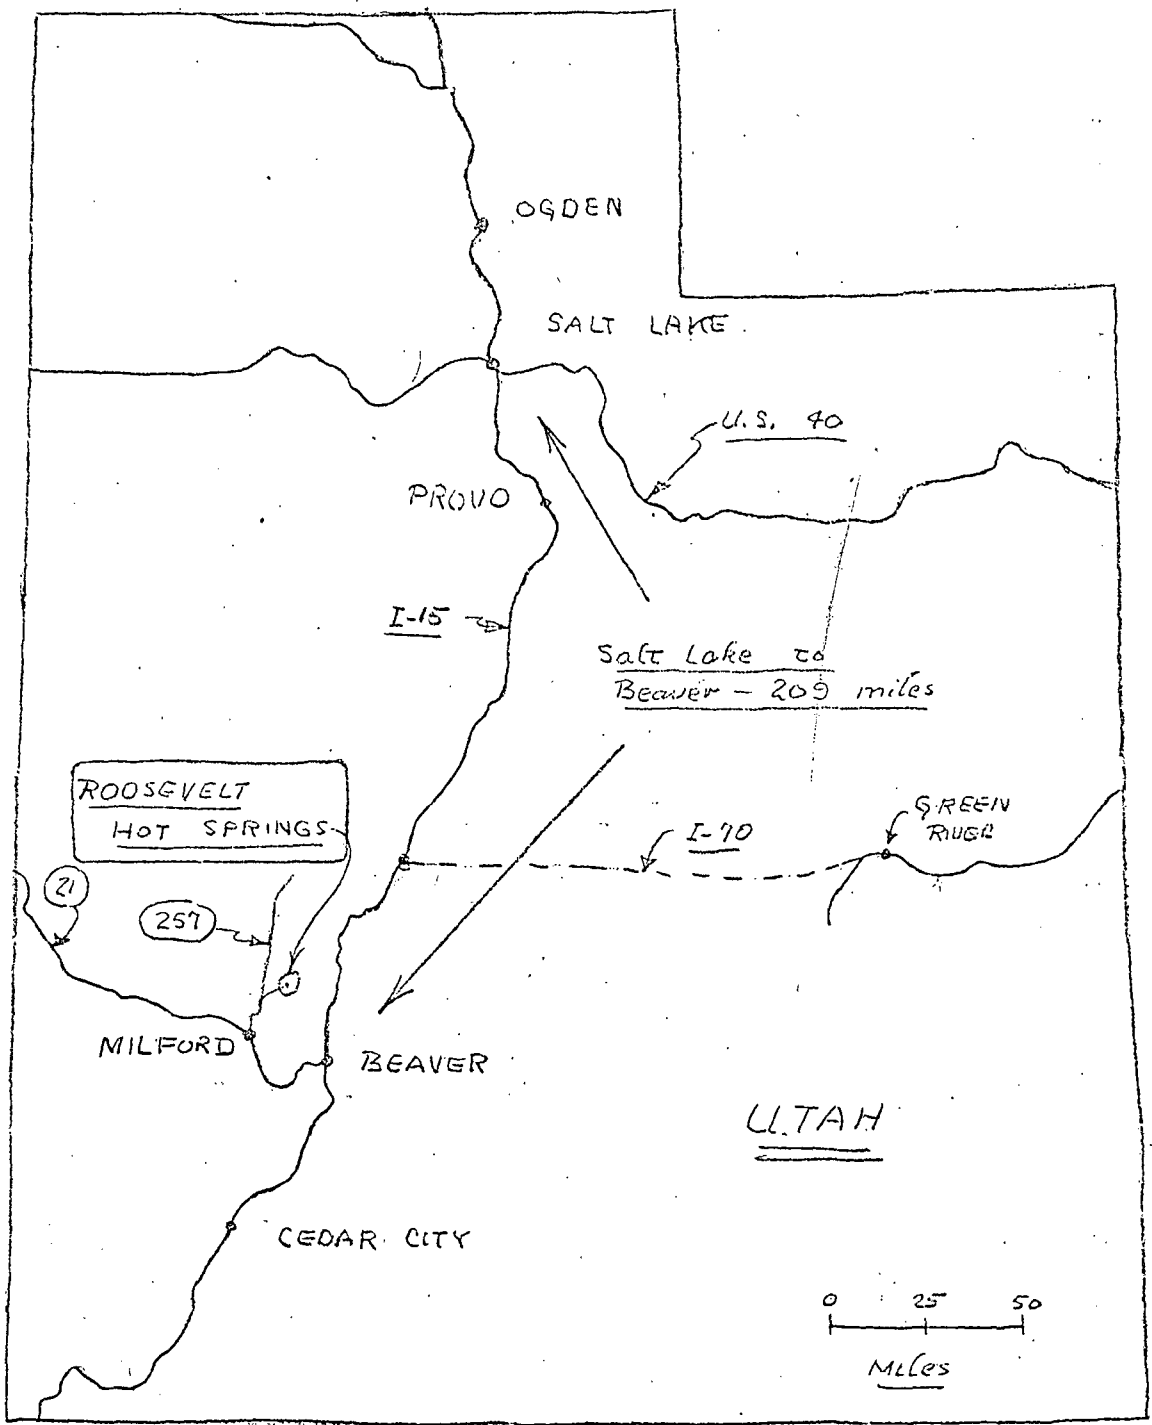 OGDEN
SALT LAKE
U.S. 40
PROVO
I-15
Salt Lake to
Beaver - 209 miles
ROOSEVELT
HOT SPRINGS
GREEN
RIVER
I-70
21
257
MILFORD
BEAVER
UTAH
CEDAR CITY
0 25 50
Miles